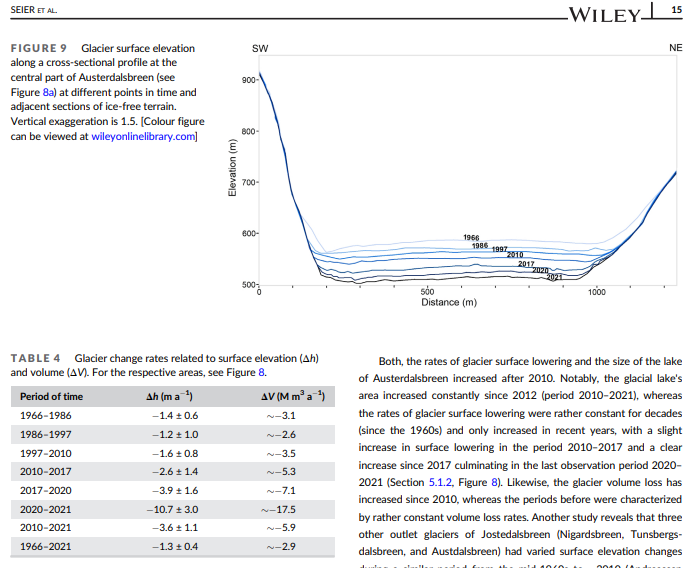 SEIER ET AL.
WILEY
15
FIGURE 9 Glacier surface elevation
along a cross-sectional profile at the
central part of Austerdalsbreen (see
Figure 8a) at different points in time and
adjacent sections of ice-free terrain.
Vertical exaggeration is 1.5. [Colour figure
can be viewed at wileyonlinelibrary.com]
SW
NE
900
800
700
600
500
Elevation (m)
1966
1986
1997
2010
2017
2020
2021
0
500
1000
Distance (m)
TABLE 4 Glacier change rates related to surface elevation (Δh)
and volume (ΔV). For the respective areas, see Figure 8.
Period of time Δh (m a⁻¹) ΔV (M m³ a⁻¹)
1966–1986 −1.4 ± 0.6 ~−3.1
1986–1997 −1.2 ± 1.0 ~−2.6
1997–2010 −1.6 ± 0.8 ~−3.5
2010–2017 −2.6 ± 1.4 ~−5.3
2017–2020 −3.9 ± 1.6 ~−7.1
2020–2021 −10.7 ± 3.0 ~−17.5
2010–2021 −3.6 ± 1.1 ~−5.9
1966–2021 −1.3 ± 0.4 ~−2.9
Both, the rates of glacier surface lowering and the size of the lake
of Austerdalsbreen increased after 2010. Notably, the glacial lake's
area increased constantly since 2012 (period 2010–2021), whereas
the rates of glacier surface lowering were rather constant for decades
(since the 1960s) and only increased in recent years, with a slight
increase in surface lowering in the period 2010–2017 and a clear
increase since 2017 culminating in the last observation period 2020–
2021 (Section 5.1.2, Figure 8). Likewise, the glacier volume loss has
increased since 2010, whereas the periods before were characterized
by rather constant volume loss rates. Another study reveals that three
other outlet glaciers of Jostedalsbreen (Nigardsbreen, Tunsbergs-
dalsbreen, and Austdalsbreen) had varied surface elevation changes